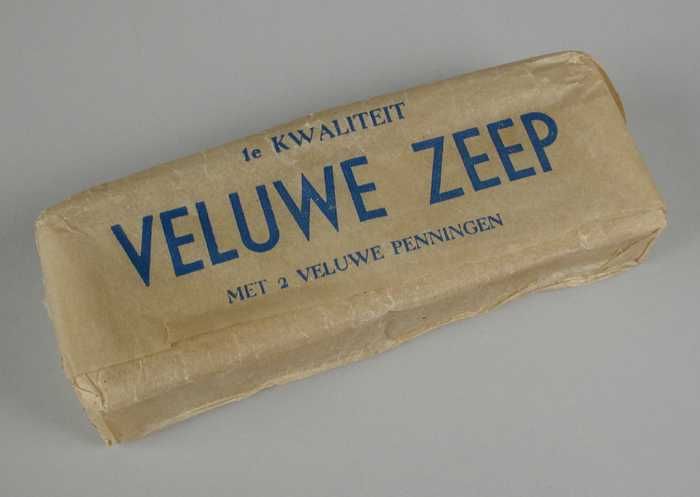 1e KWALITEIT
VELUWE ZEEP
MET 2 VELUWE PENNINGEN